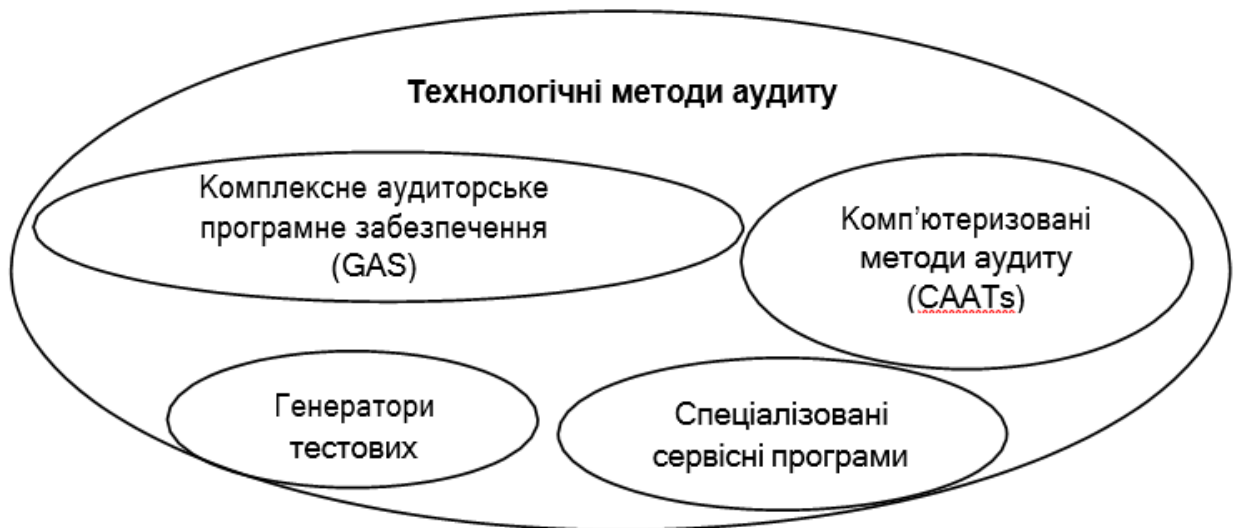 Технологічні методи аудиту
Комплексне аудиторське
програмне забезпечення
(GAS)
Комп’ютеризовані
методи аудиту
(CAATs)
Генератори
тестових
Спеціалізовані
сервісні програми